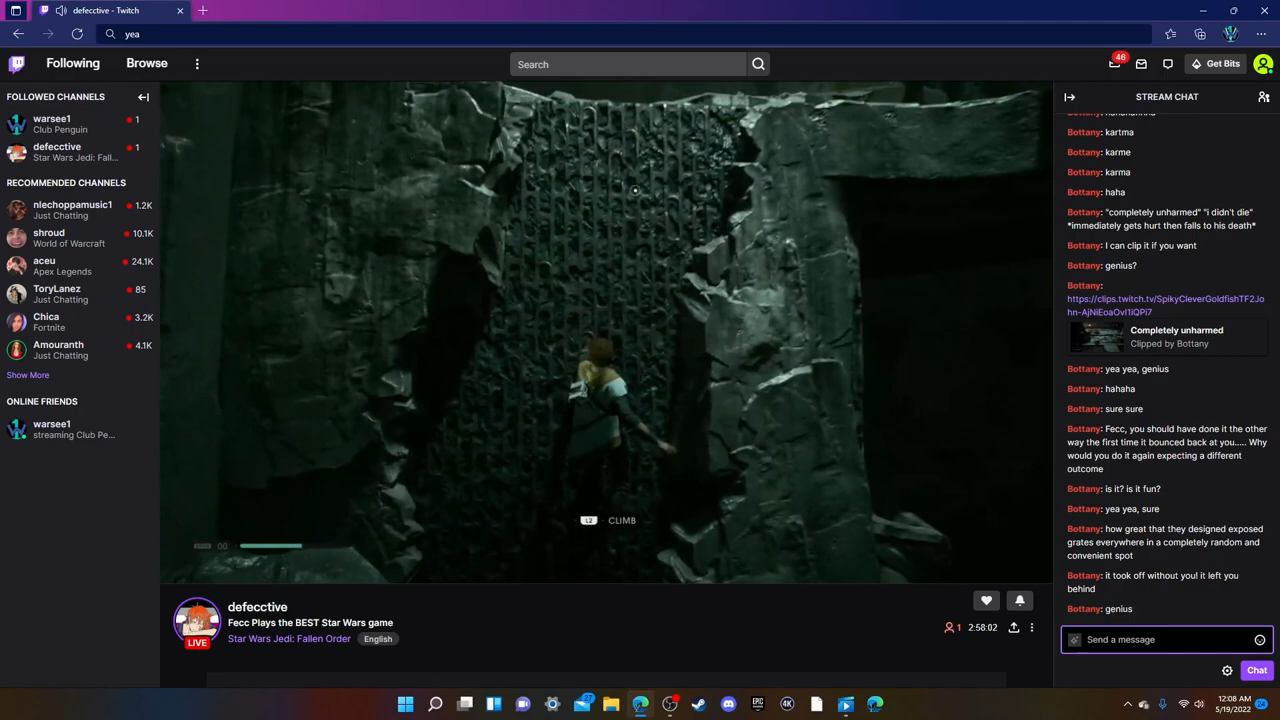 defecctive - Twitch
yea
Following
Browse
Search
46
Get Bits
FOLLOWED CHANNELS
warsee1
1
Club Penguin
defecctive
1
Star Wars Jedi: Fall...
RECOMMENDED CHANNELS
nlechoppamusic1
1.2K
Just Chatting
shroud
10.1K
World of Warcraft
aceu
24.1K
Apex Legends
ToryLanez
85
Just Chatting
Chica
3.2K
Fortnite
Amouranth
4.1K
Just Chatting
Show More
ONLINE FRIENDS
warsee1
streaming Club Pe...
L2 CLIMB
00
LIVE
defecctive
Fecc Plays the BEST Star Wars game
Star Wars Jedi: Fallen Order English
1 2:58:02
STREAM CHAT
Bottany: kartma
Bottany: karme
Bottany: karma
Bottany: haha
Bottany: "completely unharmed" "i didn't die"
*immediately gets hurt then falls to his death*
Bottany: I can clip it if you want
Bottany: genius?
Bottany:
https://clips.twitch.tv/SpikyCleverGoldfishTF2Jo
hn-AjNiEoaOvI1iQPi7
Completely unharmed
Clipped by Bottany
Bottany: yea yea, genius
Bottany: hahaha
Bottany: sure sure
Bottany: Fecc, you should have done it the other
way the first time it bounced back at you..... Why
would you do it again expecting a different
outcome
Bottany: is it? is it fun?
Bottany: yea yea, sure
Bottany: how great that they designed exposed
grates everywhere in a completely random and
convenient spot
Bottany: it took off without you! it left you
behind
Bottany: genius
Send a message
Chat
27
EPIC
4K
12:08 AM
5/19/2022
24